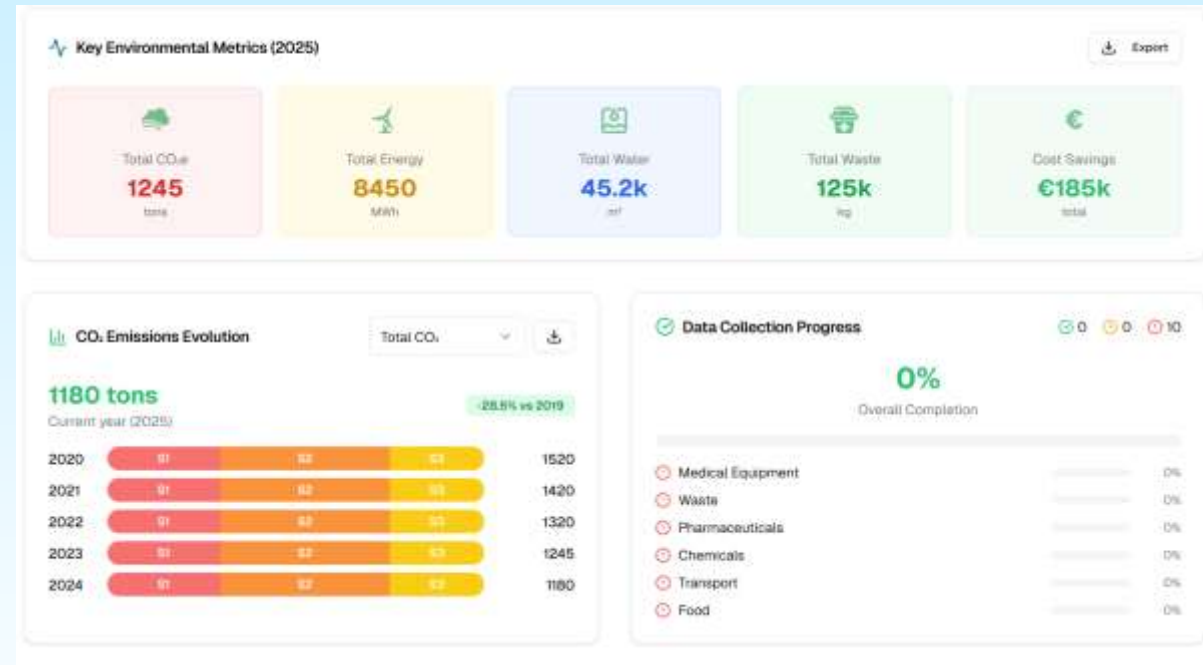 Key Environmental Metrics (2025)
Export
Total CO₂e
1245
tons
Total Energy
8450
MWh
Total Water
45.2k
m³
Total Waste
125k
kg
€
Cost Savings
€185k
total
CO₂ Emissions Evolution
Total CO₂
1180 tons
Current year (2025)
-28.5% vs 2019
2020 S1 S2 S3 1520
2021 S1 S2 S3 1420
2022 S1 S2 S3 1320
2023 S1 S2 S3 1245
2024 S1 S2 S3 1180
Data Collection Progress
0 0 10
0%
Overall Completion
Medical Equipment 0%
Waste 0%
Pharmaceuticals 0%
Chemicals 0%
Transport 0%
Food 0%